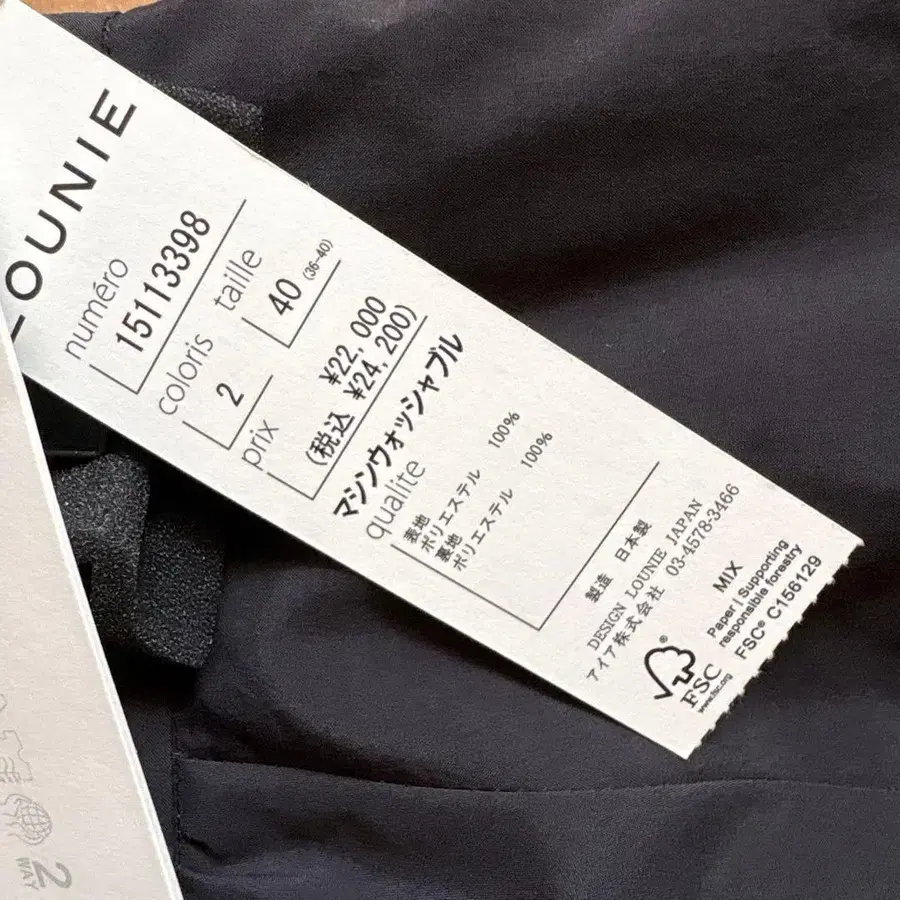 LOUNIE
numéro
15113398
coloris taille
2 40 (36-40)
prix
¥22,000
(税込 ¥24,200)
マシンウォッシャブル
qualite
表地
ポリエステル 100%
裏地
ポリエステル 100%
製造 日本製
DESIGN LOUNIE JAPAN
アイア株式会社 03-4578-3466
FSC®
www.fsc.org
MIX
Paper | Supporting
responsible forestry
FSC® C156129
2
WAY